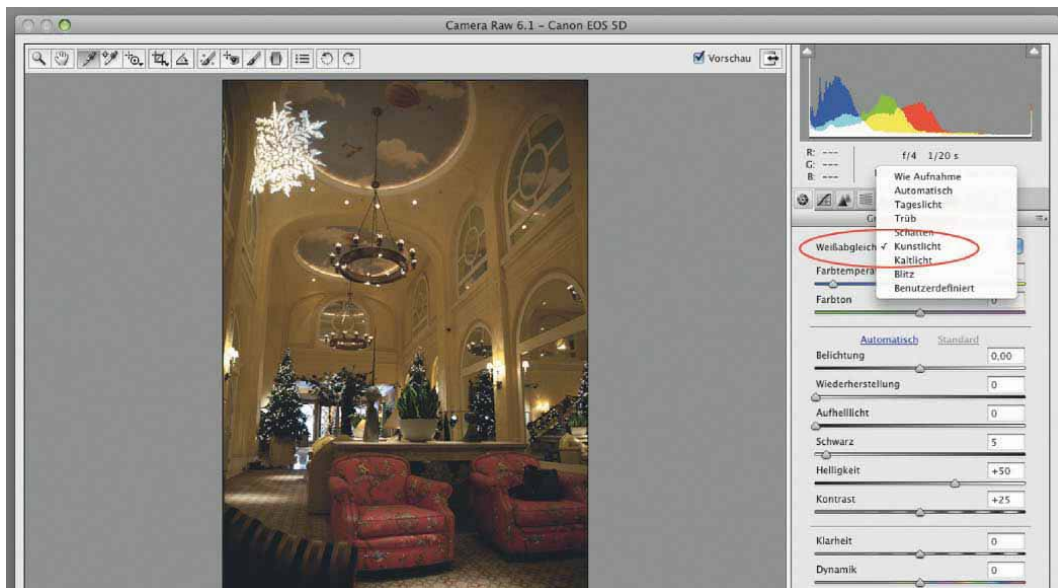 Camera Raw 6.1 – Canon EOS 5D
Vorschau
R: ---
G: ---
B: ---
f/4 1/20 s
Wie Aufnahme
Automatisch
Tageslicht
Trüb
Schatten
Weißabgleich ✓ Kunstlicht
Kaltlicht
Blitz
Benutzerdefiniert
Farbtempera
Farbton 0
Automatisch Standard
Belichtung 0,00
Wiederherstellung 0
Aufhelllicht 0
Schwarz 5
Helligkeit +50
Kontrast +25
Klarheit 0
Dynamik 0